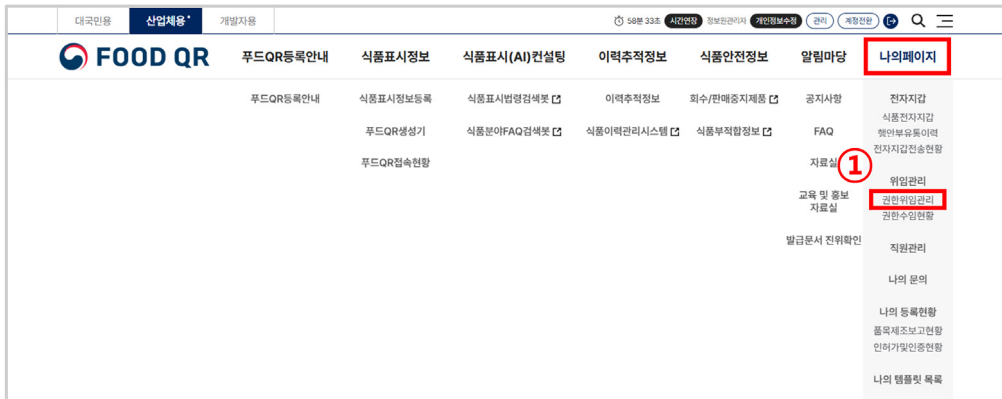 대국민용 산업체용 개발자용 58분 33초 시간연장 정보원관리자 개인정보수정 관리 계정전환
FOOD QR 푸드QR등록안내 식품표시정보 식품표시(AI)컨설팅 이력추적정보 식품안전정보 알림마당 나의페이지
푸드QR등록안내 식품표시정보등록 식품표시법령검색봇 이력추적정보 회수/판매중지제품 공지사항 전자지갑
식품전자지갑
푸드QR생성기 식품분야FAQ검색봇 식품이력관리시스템 식품부적합정보 FAQ 행안부유통이력
전자지갑전송현황
푸드QR접속현황 자료실
①
위임관리
교육 및 홍보
자료실
권한위임관리
권한수임현황
발급문서 진위확인 직원관리
나의 문의
나의 등록현황
품목제조보고현황
인허가및인증현황
나의 템플릿 목록